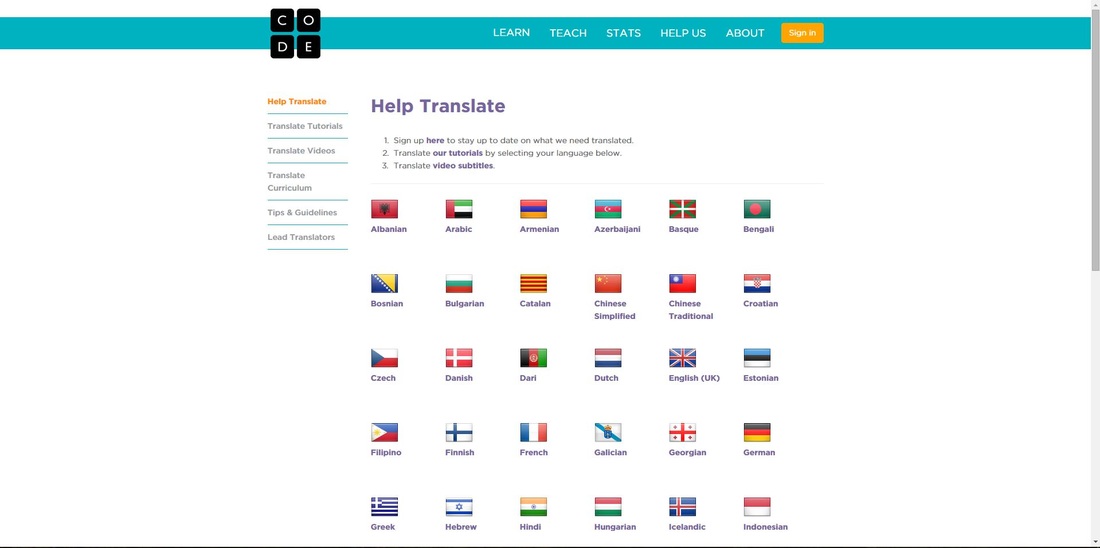 C O
D E
LEARN TEACH STATS HELP US ABOUT Sign in
Help Translate
Translate Tutorials
Translate Videos
Translate
Curriculum
Tips & Guidelines
Lead Translators
Help Translate
1. Sign up here to stay up to date on what we need translated.
2. Translate our tutorials by selecting your language below.
3. Translate video subtitles.
Albanian Arabic Armenian Azerbaijani Basque Bengali
Bosnian Bulgarian Catalan Chinese Simplified Chinese Traditional Croatian
Czech Danish Dari Dutch English (UK) Estonian
Filipino Finnish French Galician Georgian German
Greek Hebrew Hindi Hungarian Icelandic Indonesian